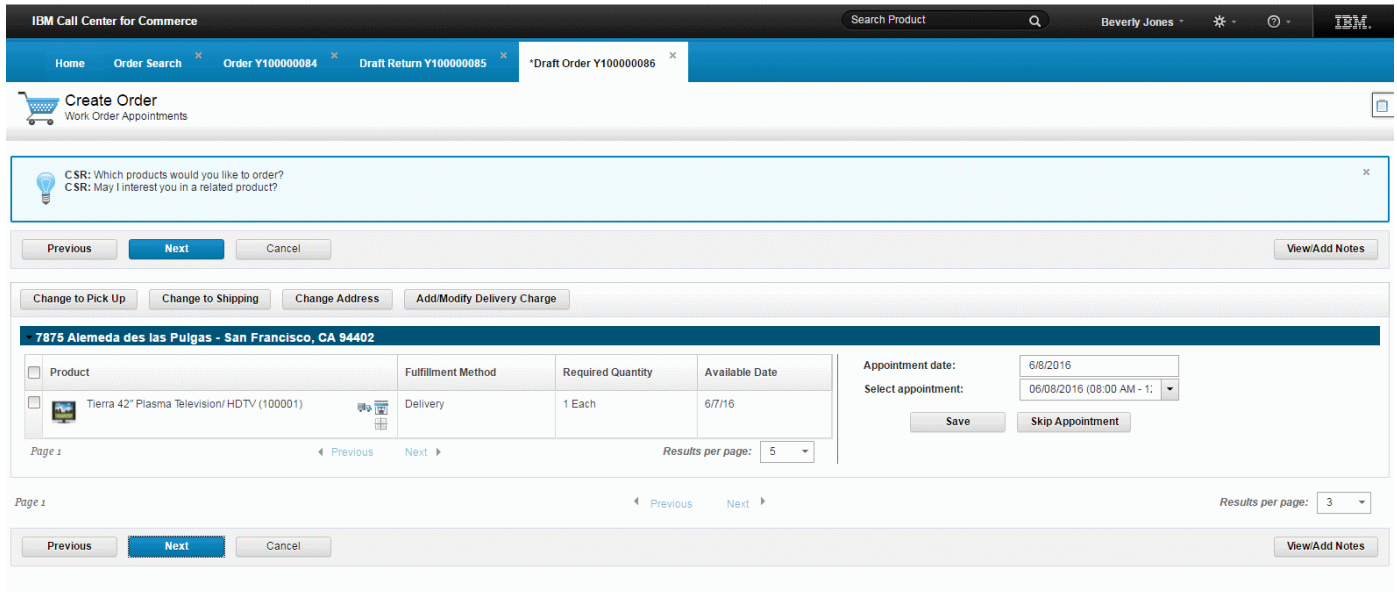 IBM Call Center for Commerce
Search Product
Beverly Jones
IBM.
Home
Order Search
Order Y100000084
Draft Return Y100000085
*Draft Order Y100000086
Create Order
Work Order Appointments
CSR: Which products would you like to order?
CSR: May I interest you in a related product?
Previous Next Cancel View/Add Notes
Change to Pick Up Change to Shipping Change Address Add/Modify Delivery Charge
7875 Alemeda des las Pulgas - San Francisco, CA 94402
Product Fulfillment Method Required Quantity Available Date
Tierra 42" Plasma Television/ HDTV (100001) Delivery 1 Each 6/7/16
Page 1 Previous Next Results per page: 5
Appointment date: 6/8/2016
Select appointment: 06/08/2016 (08:00 AM - 1
Save Skip Appointment
Page 1 Previous Next Results per page: 3
Previous Next Cancel View/Add Notes